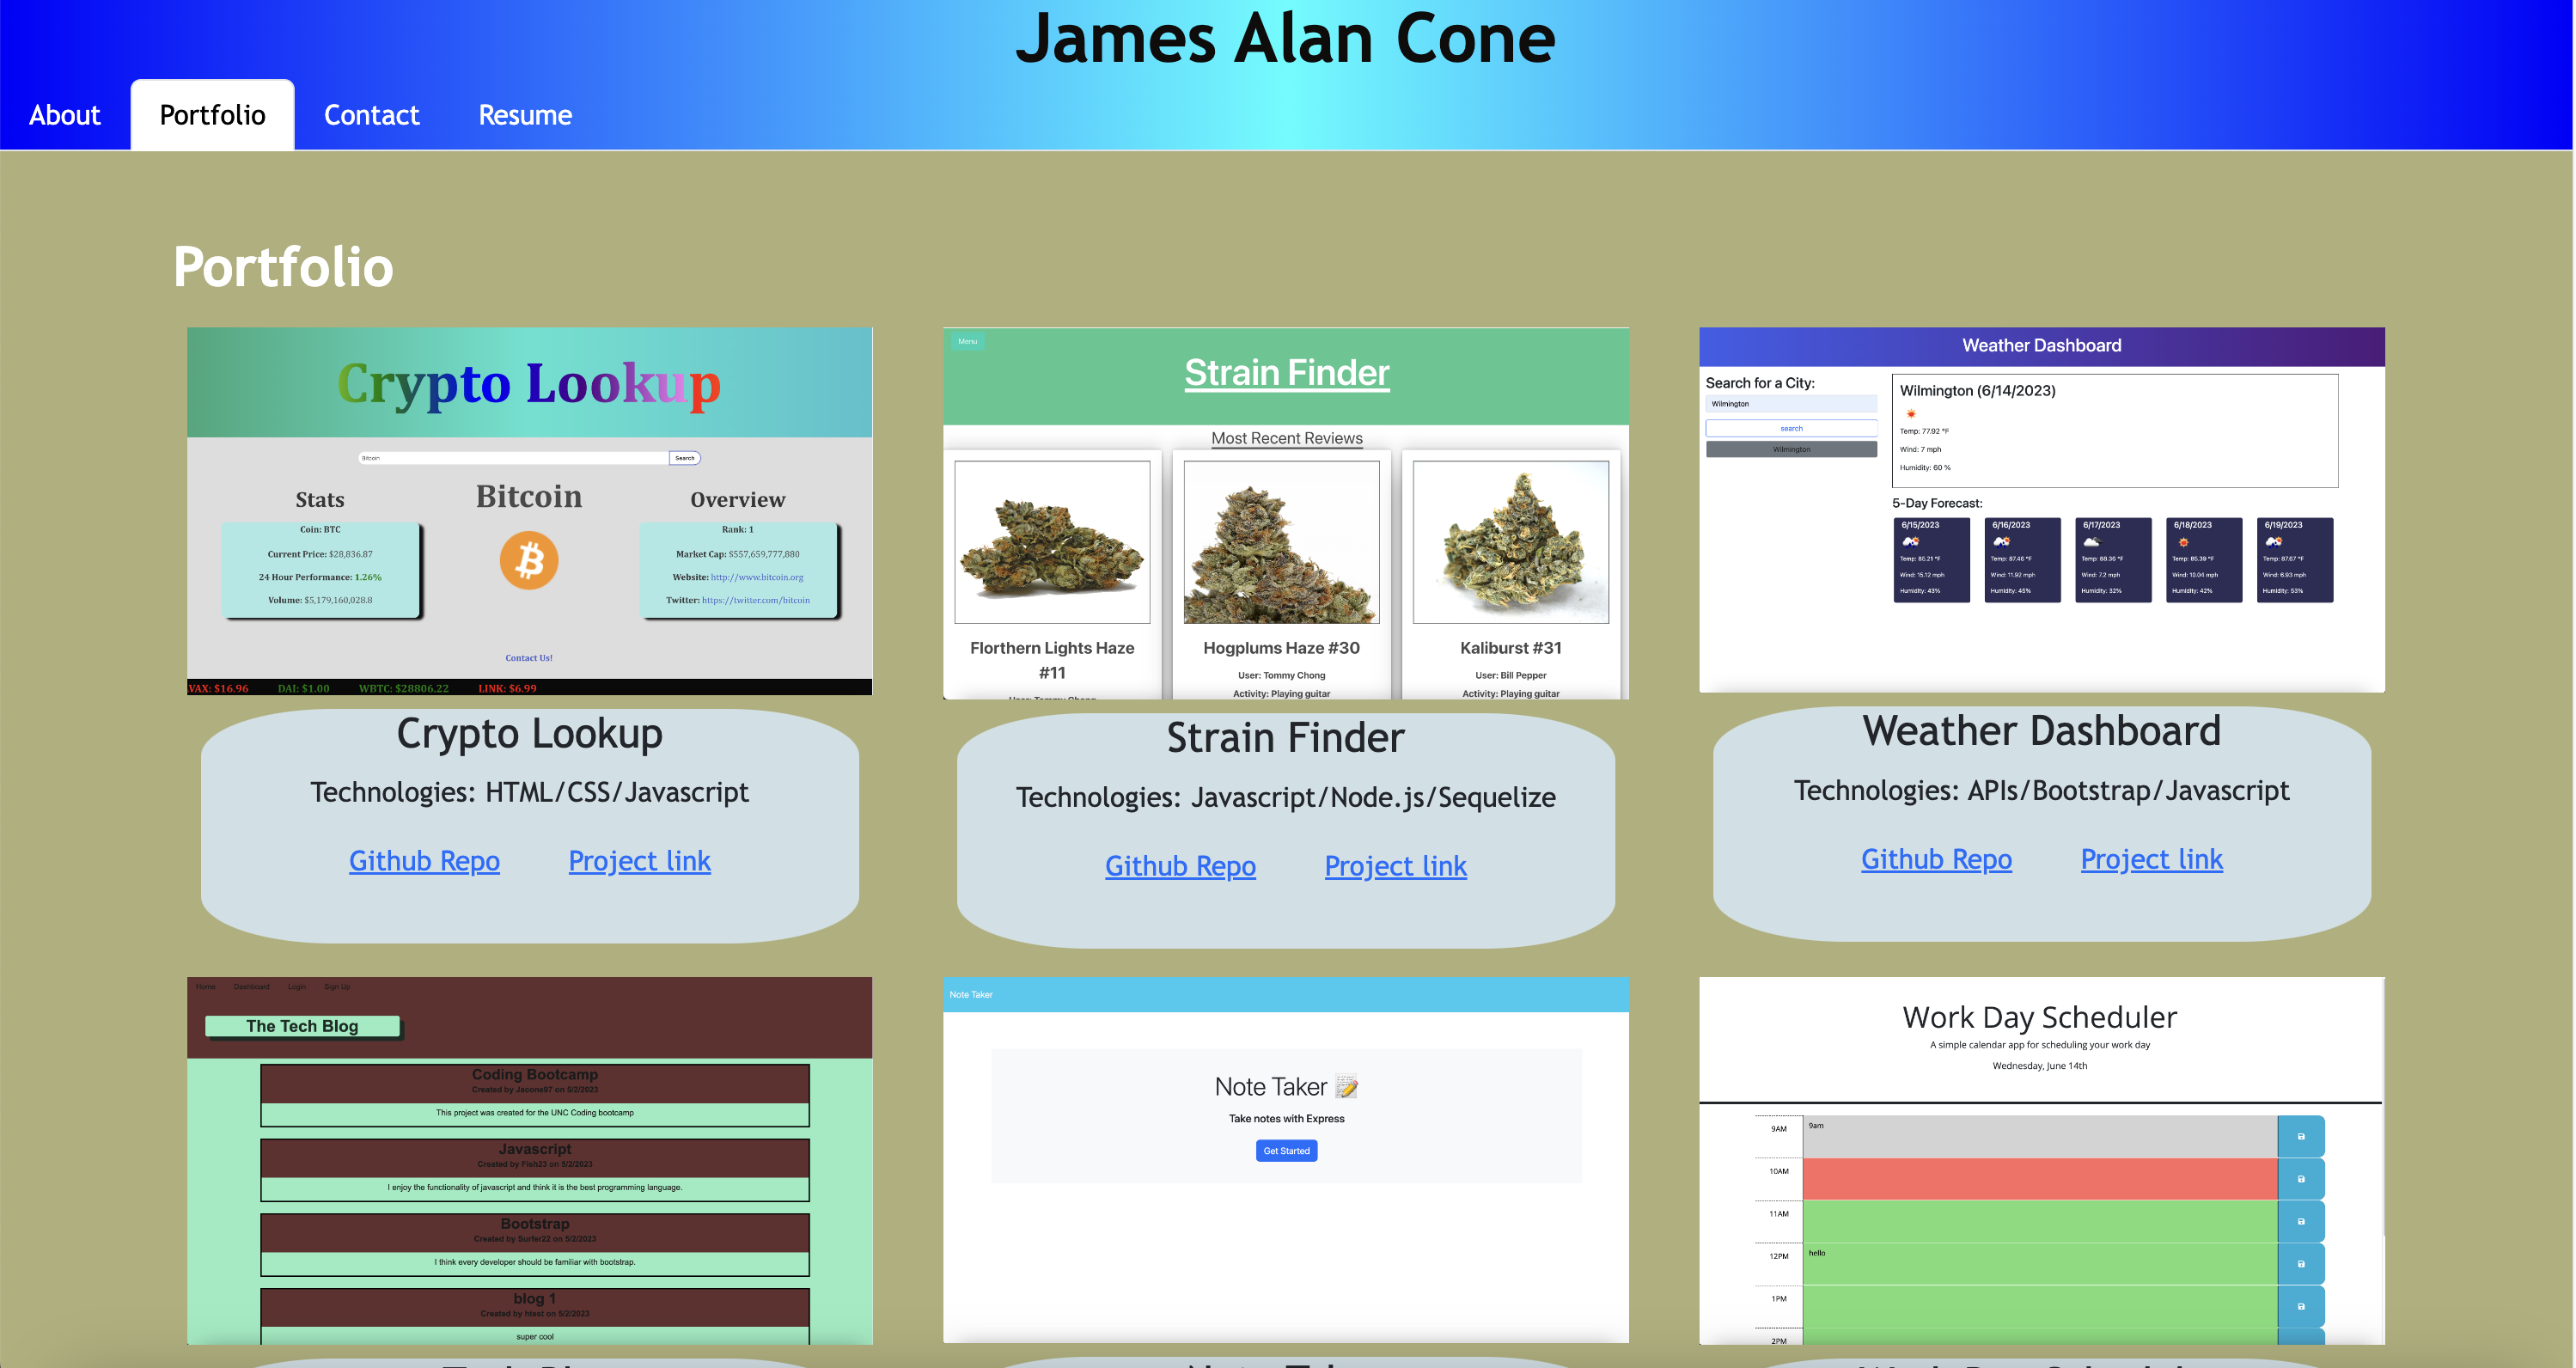 James Alan Cone
About
Portfolio
Contact
Resume
Portfolio
Crypto Lookup
Bitcoin
Search
Stats
Bitcoin
Overview
Coin: BTC
Current Price: $28,836.87
24 Hour Performance: 1.26%
Volume: $5,179,160,028.8
Rank: 1
Market Cap: $557,659,777,880
Website: http://www.bitcoin.org
Twitter: https://twitter.com/bitcoin
Contact Us!
VAX: $16.96
DAI: $1.00
WBTC: $28806.22
LINK: $6.99
Crypto Lookup
Technologies: HTML/CSS/Javascript
Github Repo
Project link
Menu
Strain Finder
Most Recent Reviews
Florthern Lights Haze
#11
User: Tommy Chong
Hogplums Haze #30
User: Tommy Chong
Activity: Playing guitar
Kaliburst #31
User: Bill Pepper
Activity: Playing guitar
Strain Finder
Technologies: Javascript/Node.js/Sequelize
Github Repo
Project link
Weather Dashboard
Search for a City:
Wilmington
search
Wilmington
Wilmington (6/14/2023)
Temp: 77.92 °F
Wind: 7 mph
Humidity: 60 %
5-Day Forecast:
6/15/2023
Temp: 85.21 °F
Wind: 15.12 mph
Humidity: 43%
6/16/2023
Temp: 87.46 °F
Wind: 11.92 mph
Humidity: 45%
6/17/2023
Temp: 88.36 °F
Wind: 7.2 mph
Humidity: 32%
6/18/2023
Temp: 85.39 °F
Wind: 10.04 mph
Humidity: 42%
6/19/2023
Temp: 87.67 °F
Wind: 6.93 mph
Humidity: 53%
Weather Dashboard
Technologies: APIs/Bootstrap/Javascript
Github Repo
Project link
Home
Dashboard
Login
Sign Up
The Tech Blog
Coding Bootcamp
Created by Jacone97 on 5/2/2023
This project was created for the UNC Coding bootcamp
Javascript
Created by Fish23 on 5/2/2023
I enjoy the functionality of javascript and think it is the best programming language.
Bootstrap
Created by Surfer22 on 5/2/2023
I think every developer should be familiar with bootstrap.
blog 1
Created by htest on 5/2/2023
super cool
Note Taker
Note Taker
Take notes with Express
Get Started
Work Day Scheduler
A simple calendar app for scheduling your work day
Wednesday, June 14th
9AM
9am
10AM
11AM
12PM
hello
1PM
2PM